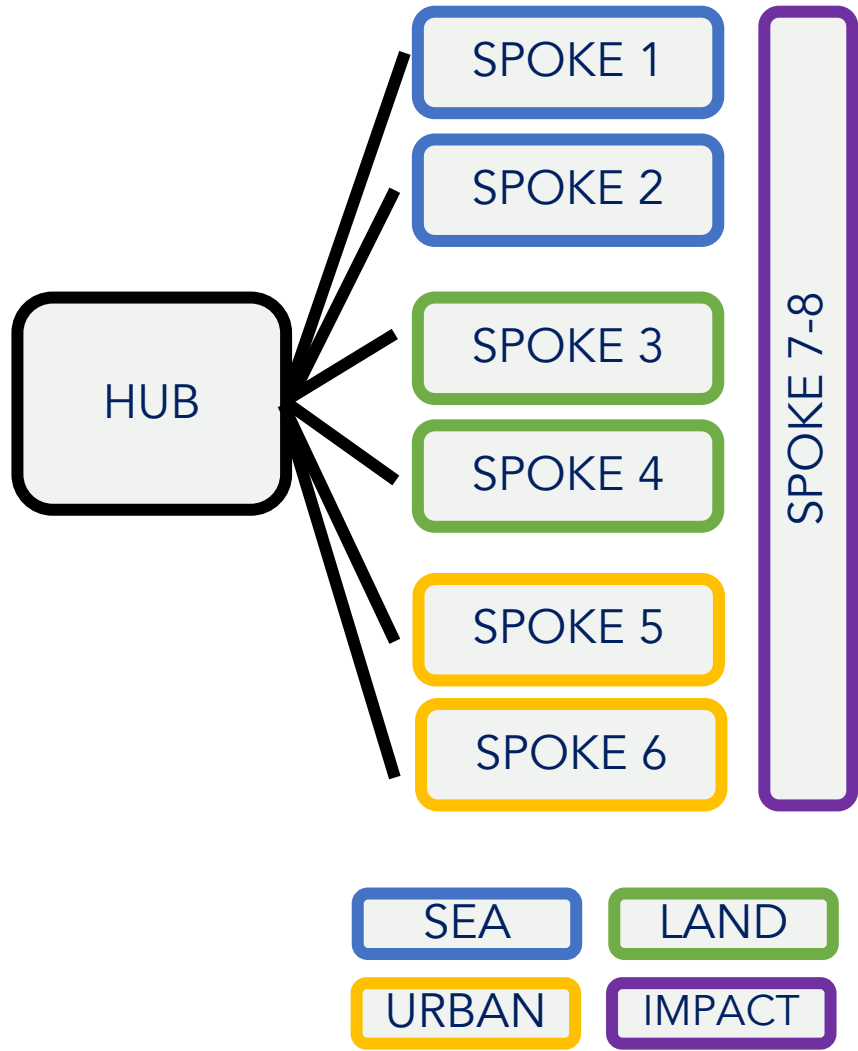 SPOKE 1
SPOKE 2
SPOKE 3
HUB
SPOKE 4
SPOKE 5
SPOKE 6
SPOKE 7-8
SEA
LAND
URBAN
IMPACT